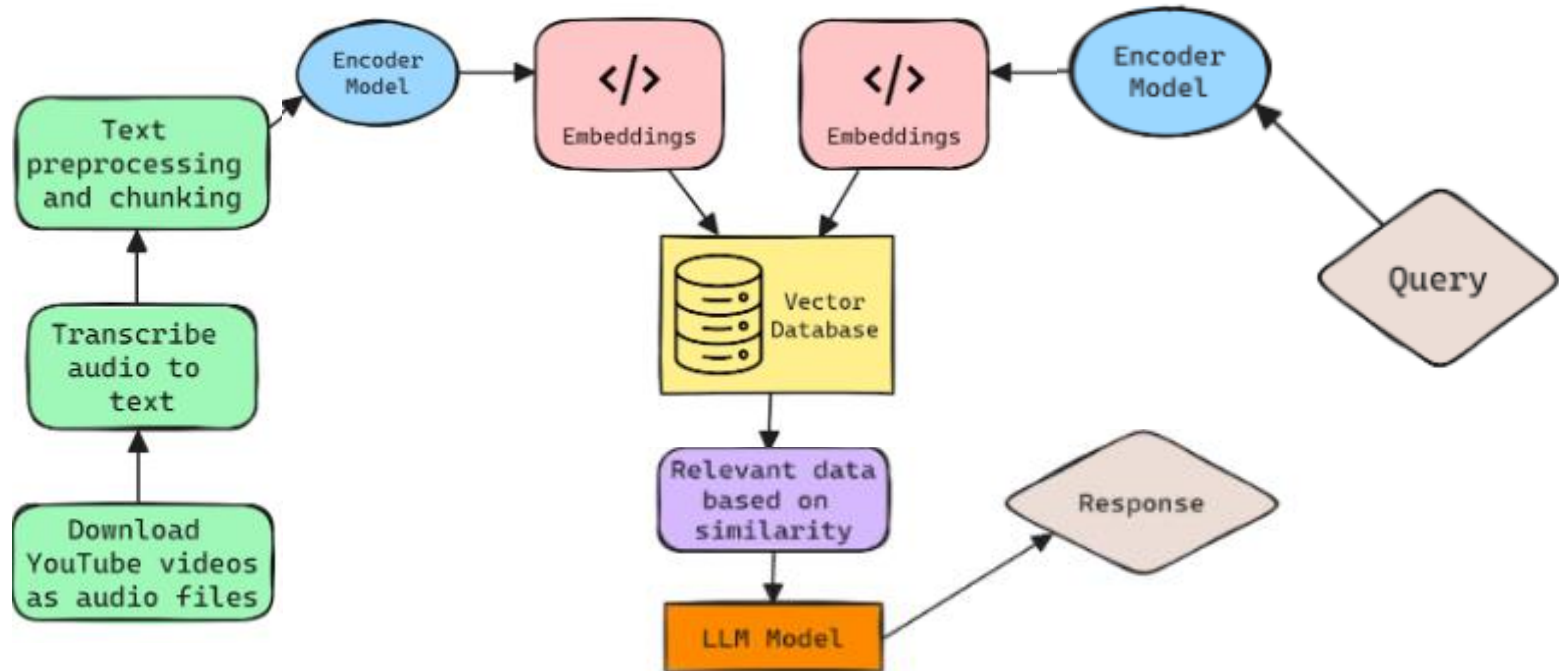 Encoder
Model
</>
Embeddings
</>
Embeddings
Encoder
Model
Text
preprocessing
and chunking
Query
Vector
Database
Transcribe
audio to
text
Relevant data
based on
similarity
Response
Download
YouTube videos
as audio files
LLM Model